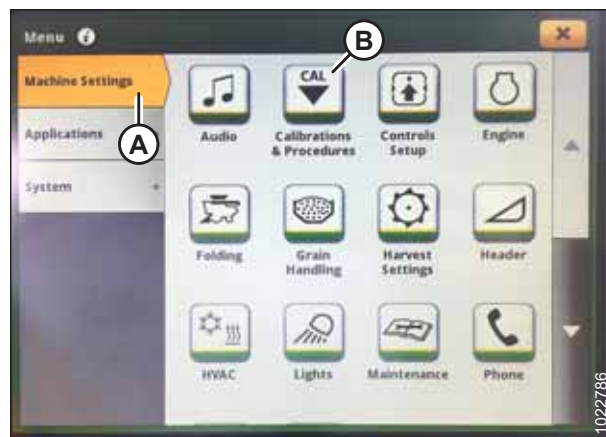 Menu i
B
Machine Settings
Applications
A
System
CAL
Audio
Calibrations
& Procedures
Controls
Setup
Engine
Folding
Grain
Handling
Harvest
Settings
Header
HVAC
Lights
Maintenance
Phone
1022786